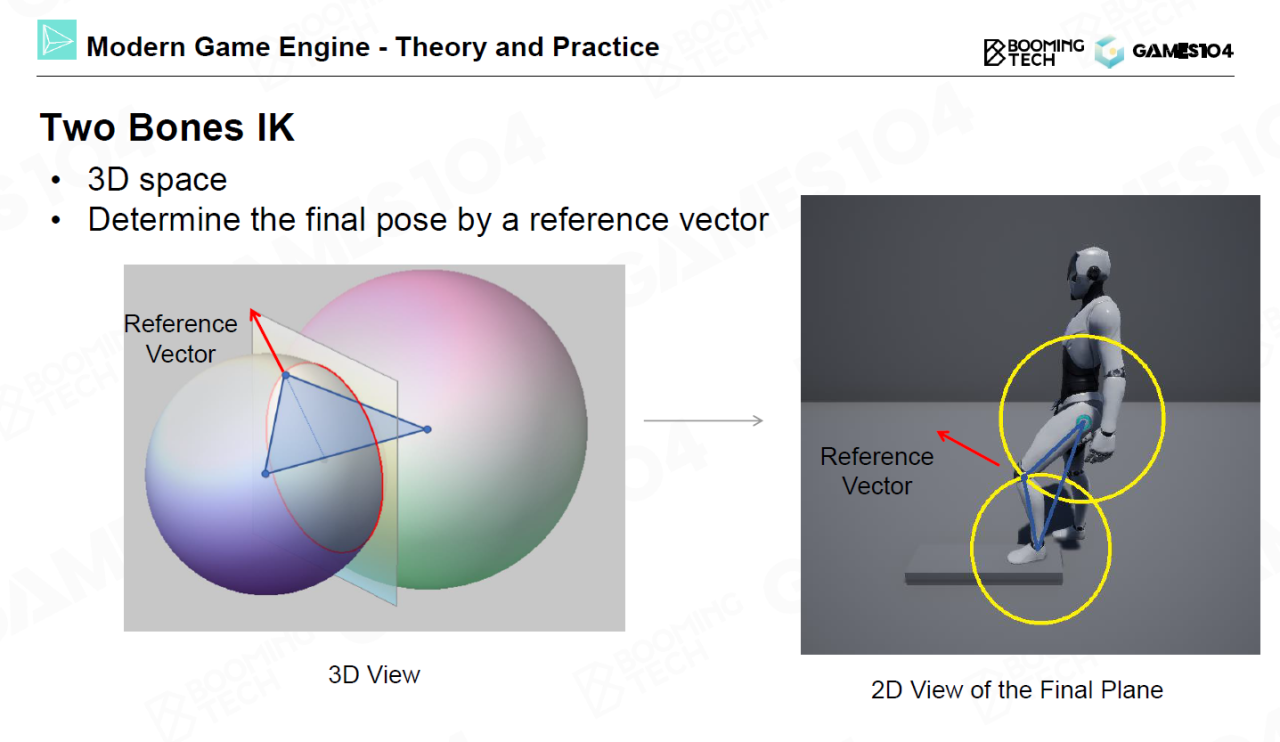 Modern Game Engine - Theory and Practice
BOOMING
TECH
GAMES104
Two Bones IK
• 3D space
• Determine the final pose by a reference vector
Reference
Vector
Reference
Vector
3D View
2D View of the Final Plane